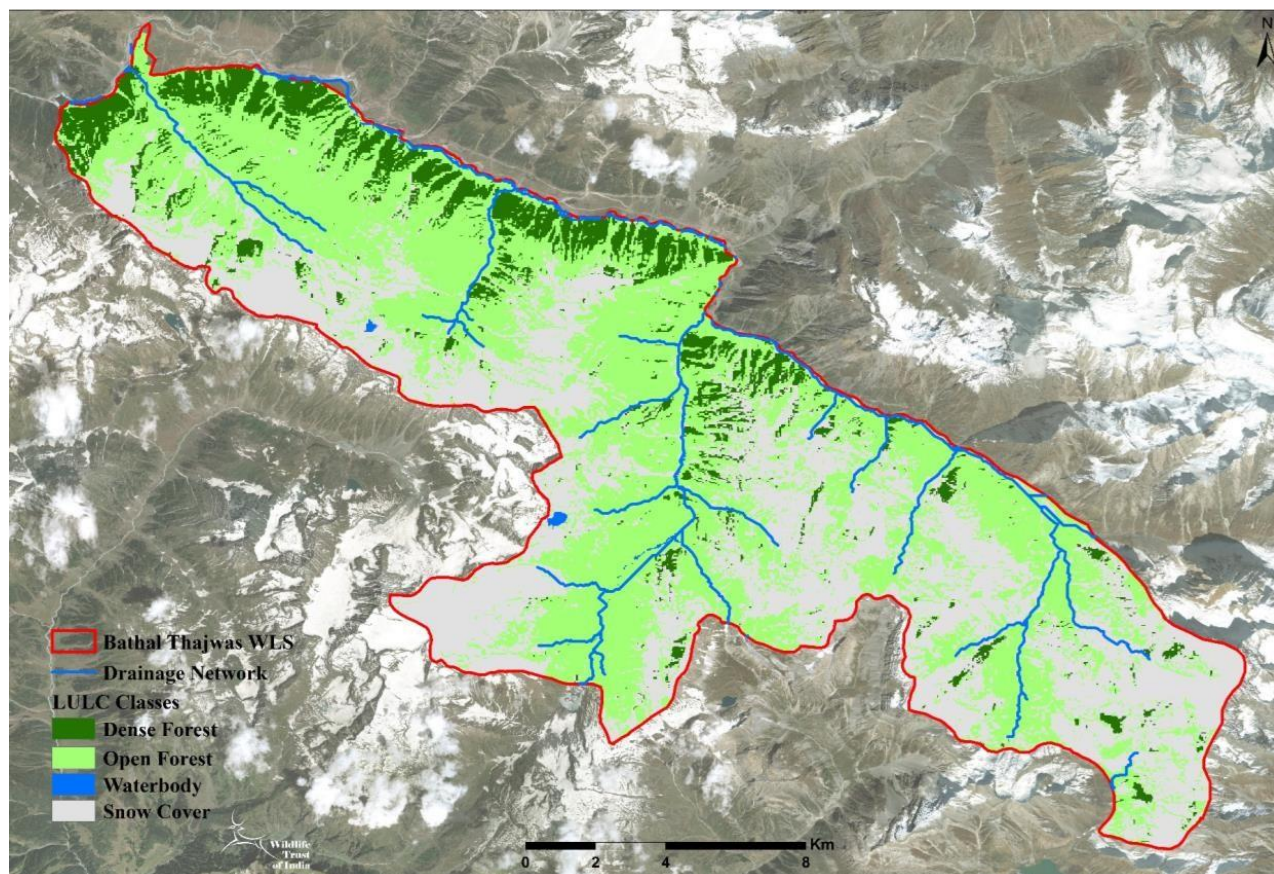 N
Bathal Thajwas WLS
Drainage Network
LULC Classes
Dense Forest
Open Forest
Waterbody
Snow Cover
Wildlife
Trust
of India
Km
0 2 4 8